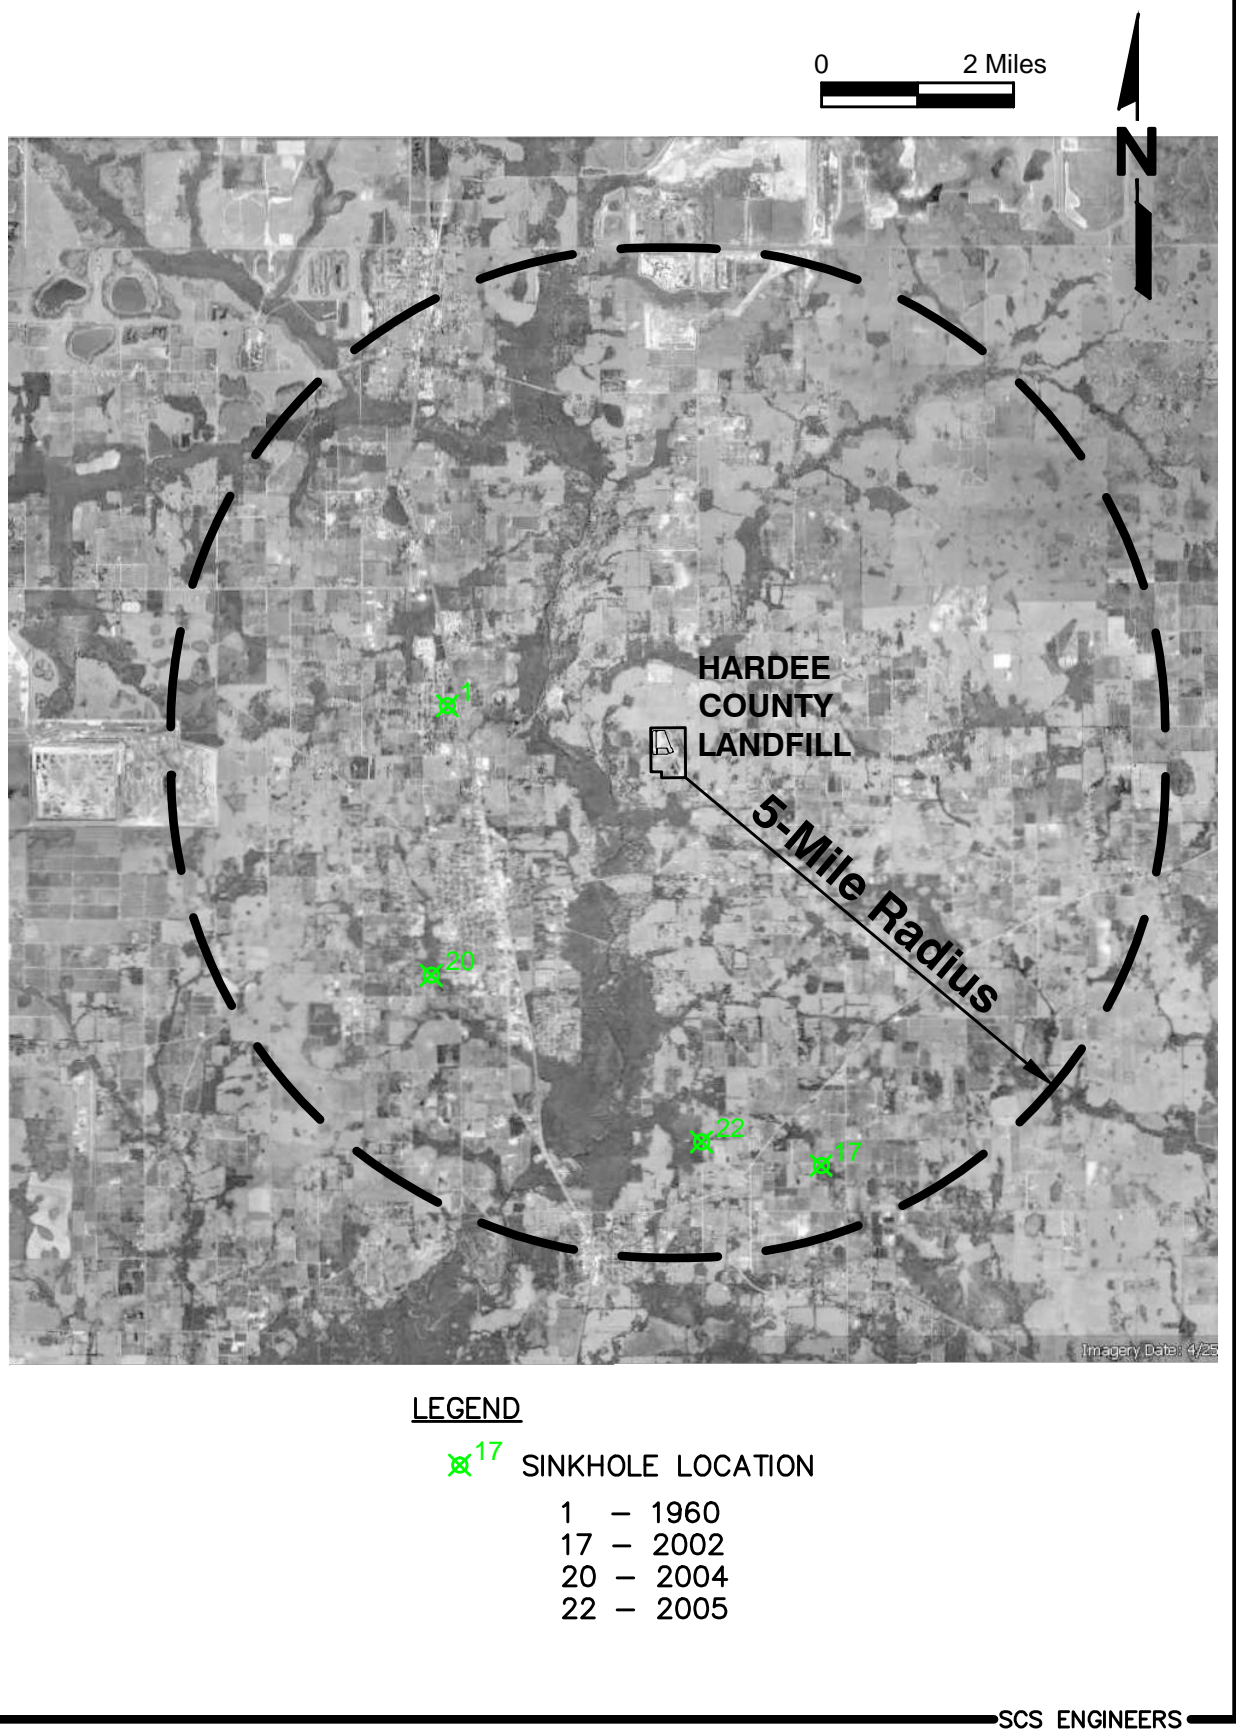 0 2 Miles
N
HARDEE
COUNTY
LANDFILL
1
5-Mile Radius
20
22
17
Imagery Date: 4/25
LEGEND
17 SINKHOLE LOCATION
1 – 1960
17 – 2002
20 – 2004
22 – 2005
SCS ENGINEERS